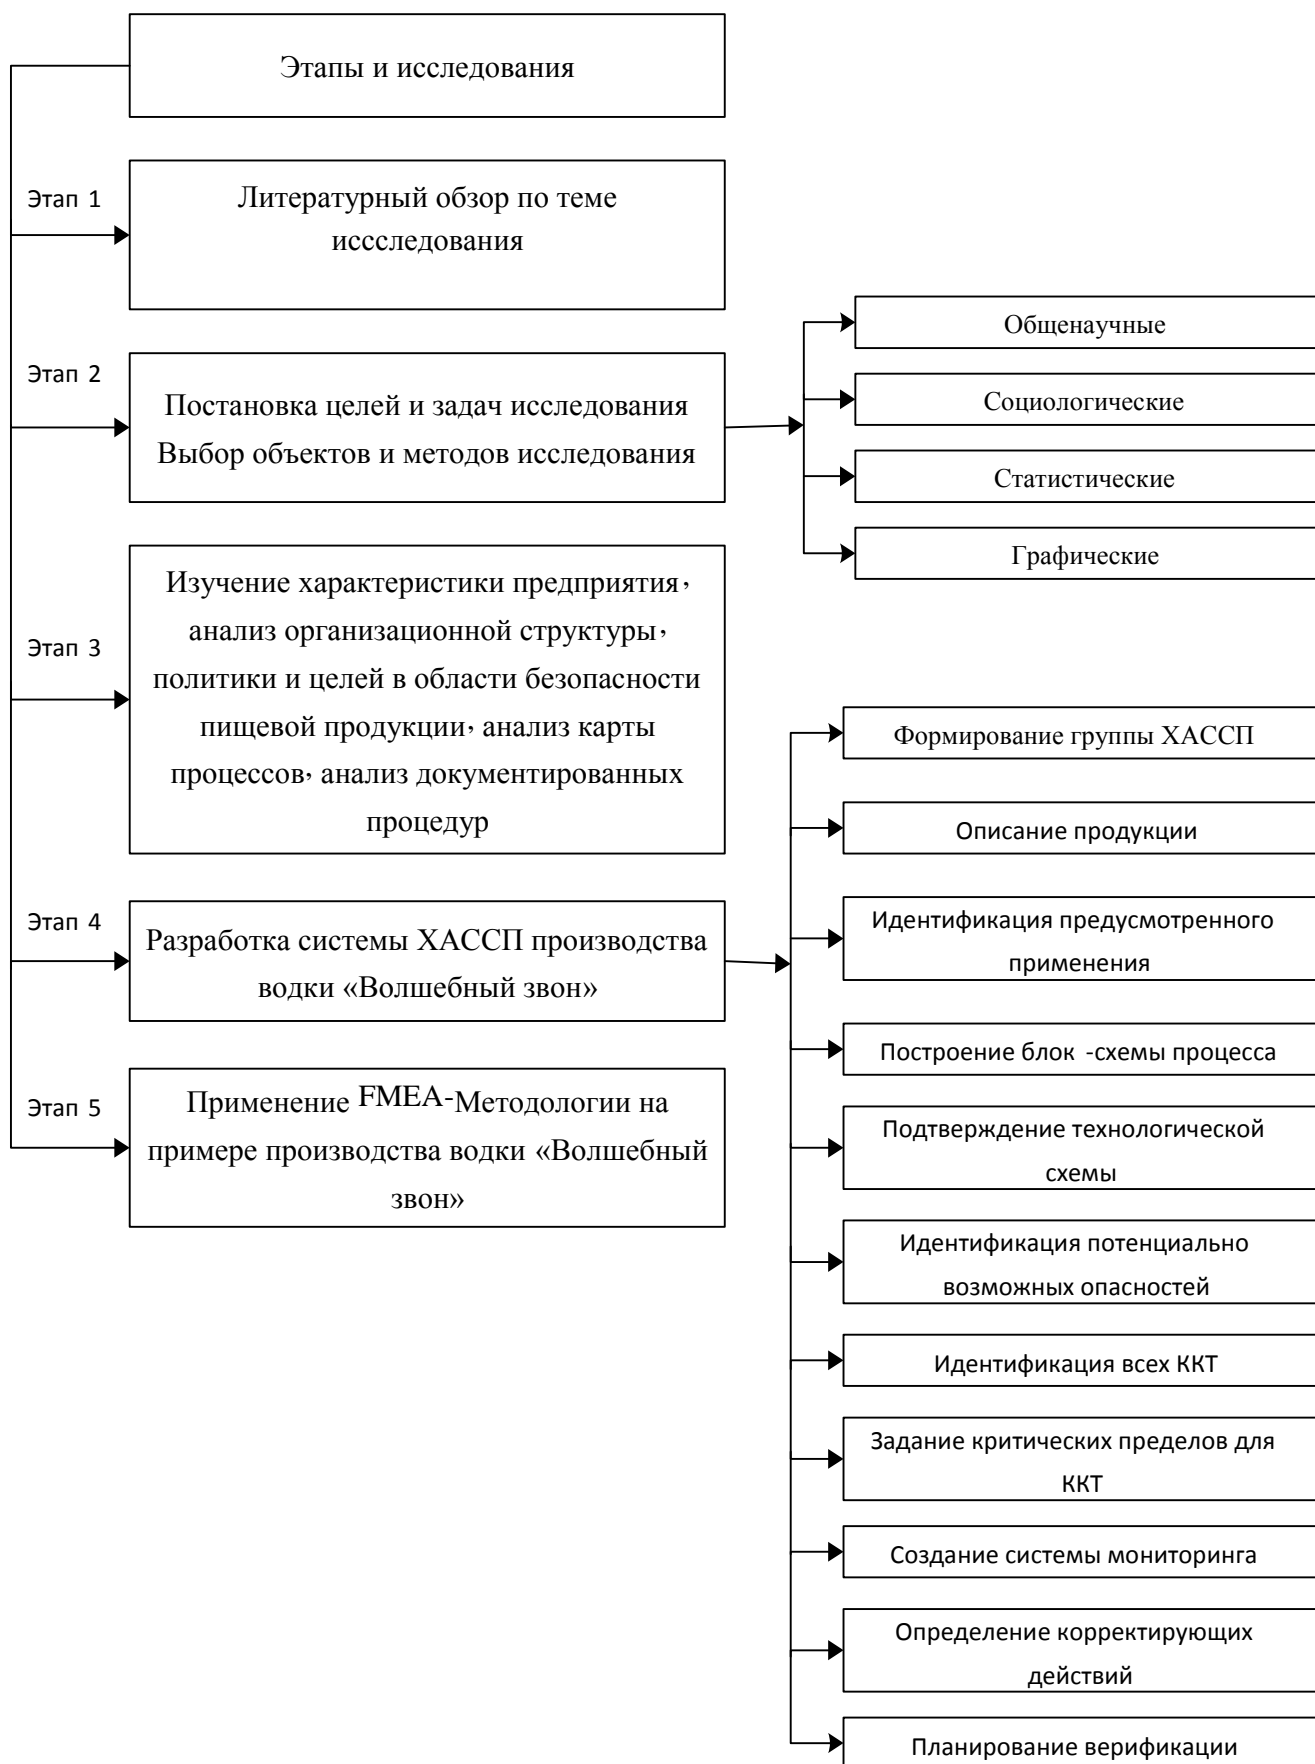 Этапы и исследования
Этап 1
Литературный обзор по теме
иссследования
Этап 2
Постановка целей и задач исследования
Выбор объектов и методов исследования
Общенаучные
Социологические
Статистические
Графические
Этап 3
Изучение характеристики предприятия,
анализ организационной структуры,
политики и целей в области безопасности
пищевой продукции, анализ карты
процессов, анализ документированных
процедур
Этап 4
Разработка системы ХАССП производства
водки «Волшебный звон»
Формирование группы ХАССП
Описание продукции
Идентификация предусмотренного
применения
Построение блок -схемы процесса
Подтверждение технологической
схемы
Идентификация потенциально
возможных опасностей
Идентификация всех ККТ
Задание критических пределов для
ККТ
Создание системы мониторинга
Определение корректирующих
действий
Планирование верификации
Этап 5
Применение FMEA-Методологии на
примере производства водки «Волшебный
звон»